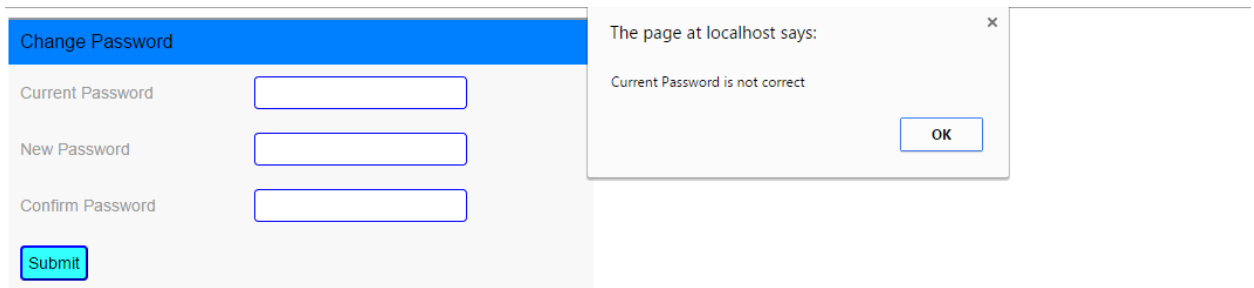 Change Password
Current Password
New Password
Confirm Password
Submit
The page at localhost says:
×
Current Password is not correct
OK